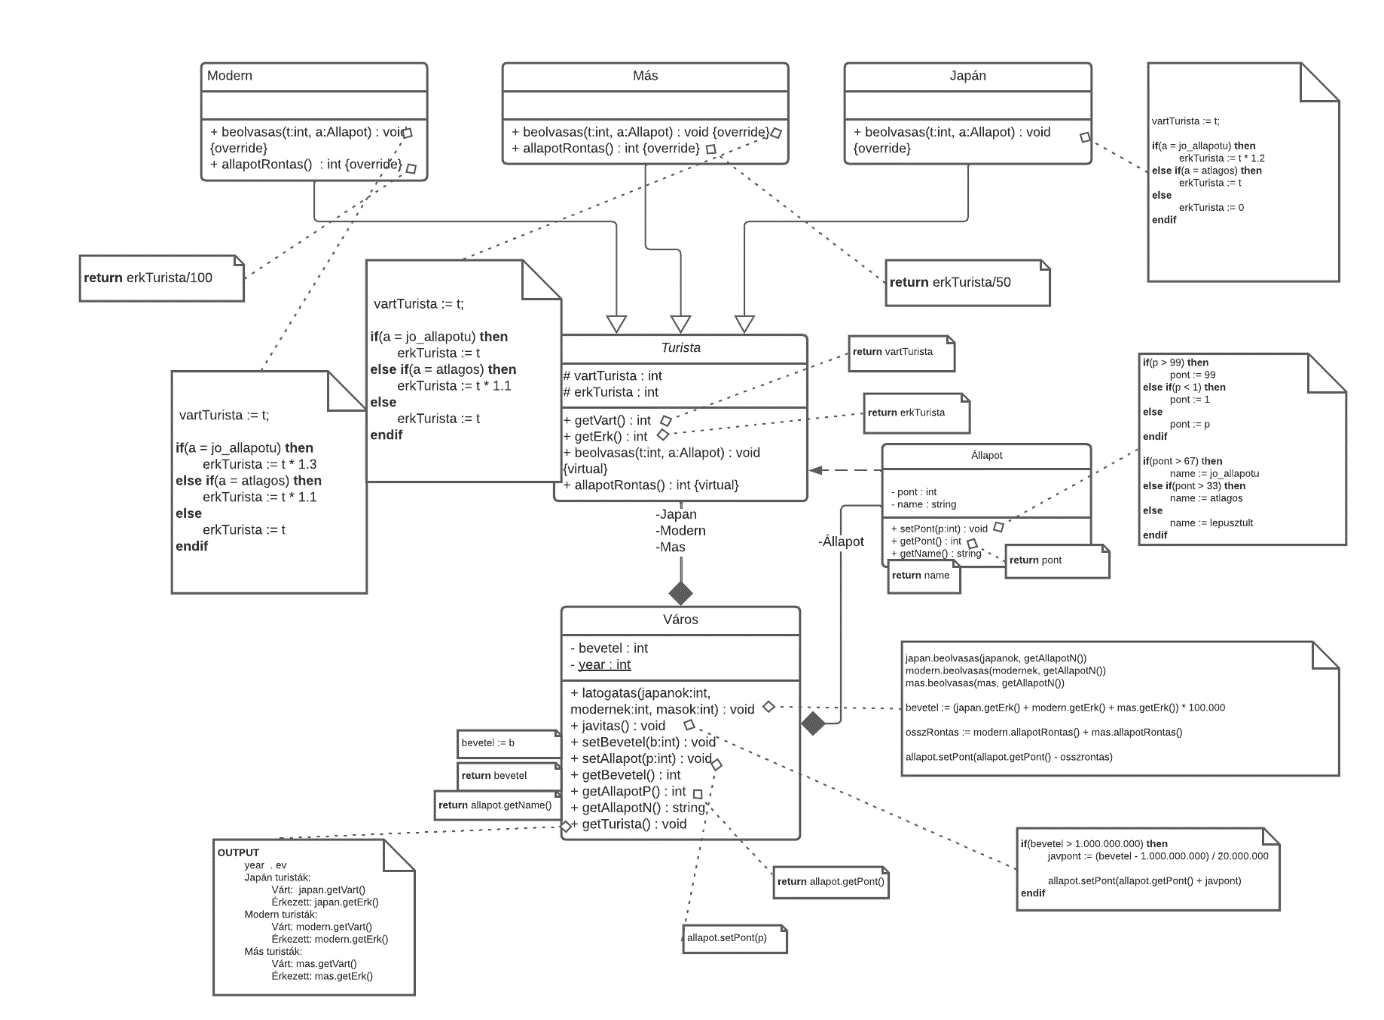 Modern
+ beolvasas(t:int, a:Allapot) : void
{override}
+ allapotRontas()  : int {override}
Más
+ beolvasas(t:int, a:Allapot) : void {override}
+ allapotRontas() : int {override}
Japán
+ beolvasas(t:int, a:Allapot) : void
{override}
vartTurista := t;
if(a = jo_allapotu) then
erkTurista := t * 1.2
else if(a = atlagos) then
erkTurista := t
else
erkTurista := 0
endif
return erkTurista/100
vartTurista := t;
if(a = jo_allapotu) then
erkTurista := t
else if(a = atlagos) then
erkTurista := t * 1.1
else
erkTurista := t
endif
return erkTurista/50
vartTurista := t;
if(a = jo_allapotu) then
erkTurista := t * 1.3
else if(a = atlagos) then
erkTurista := t * 1.1
else
erkTurista := t
endif
Turista
# vartTurista : int
# erkTurista : int
+ getVart() : int
+ getErk() : int
+ beolvasas(t:int, a:Allapot) : void
{virtual}
+ allapotRontas() : int {virtual}
return vartTurista
return erkTurista
Állapot
- pont : int
- name : string
+ setPont(p:int) : void
+ getPont() : int
+ getName() : string
return name
return pont
if(p > 99) then
pont := 99
else if(p < 1) then
pont := 1
else
pont := p
endif
if(pont > 67) then
name := jo_allapotu
else if(pont > 33) then
name := atlagos
else
name := lepusztult
endif
-Japan
-Modern
-Mas
-Állapot
Város
- bevetel : int
- year : int
+ latogatas(japanok:int,
modernek:int, masok:int) : void
+ javitas() : void
+ setBevetel(b:int) : void
+ setAllapot(p:int) : void
+ getBevetel() : int
+ getAllapotP() : int
+ getAllapotN() : string
+ getTurista() : void
bevetel := b
return bevetel
return allapot.getName()
japan.beolvasas(japanok, getAllapotN())
modern.beolvasas(modernek, getAllapotN())
mas.beolvasas(mas, getAllapotN())
bevetel := (japan.getErk() + modern.getErk() + mas.getErk()) * 100.000
osszRontas := modern.allapotRontas() + mas.allapotRontas()
allapot.setPont(allapot.getPont() - osszrontas)
if(bevetel > 1.000.000.000) then
javpont := (bevetel - 1.000.000.000) / 20.000.000
allapot.setPont(allapot.getPont() + javpont)
endif
OUTPUT
year . ev
Japán turisták:
Várt:  japan.getVart()
Érkezett: japan.getErk()
Modern turisták:
Várt: modern.getVart()
Érkezett: modern.getErk()
Más turisták:
Várt: mas.getVart()
Érkezett: mas.getErk()
return allapot.getPont()
allapot.setPont(p)